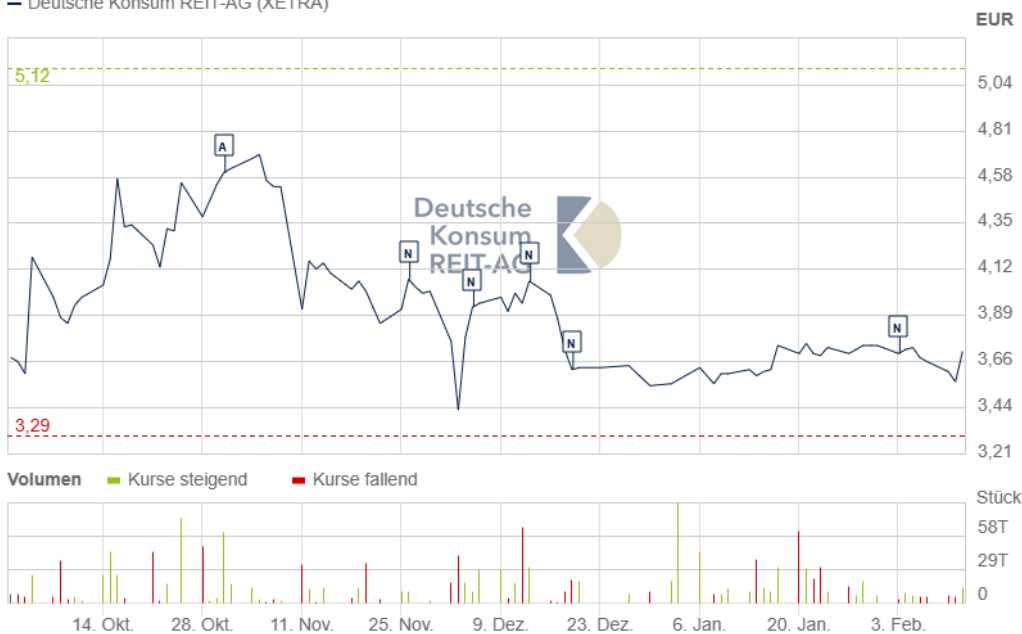 Deutsche Konsum REIT-AG (XETRA)
EUR
5,12
5,04
4,81
A
4,58
Deutsche
Konsum
REIT-AG
4,35
N
N
N
4,12
3,89
N
N
3,66
3,44
3,29
3,21
Volumen Kurse steigend Kurse fallend
Stück
58T
29T
0
14. Okt. 28. Okt. 11. Nov. 25. Nov. 9. Dez. 23. Dez. 6. Jan. 20. Jan. 3. Feb.